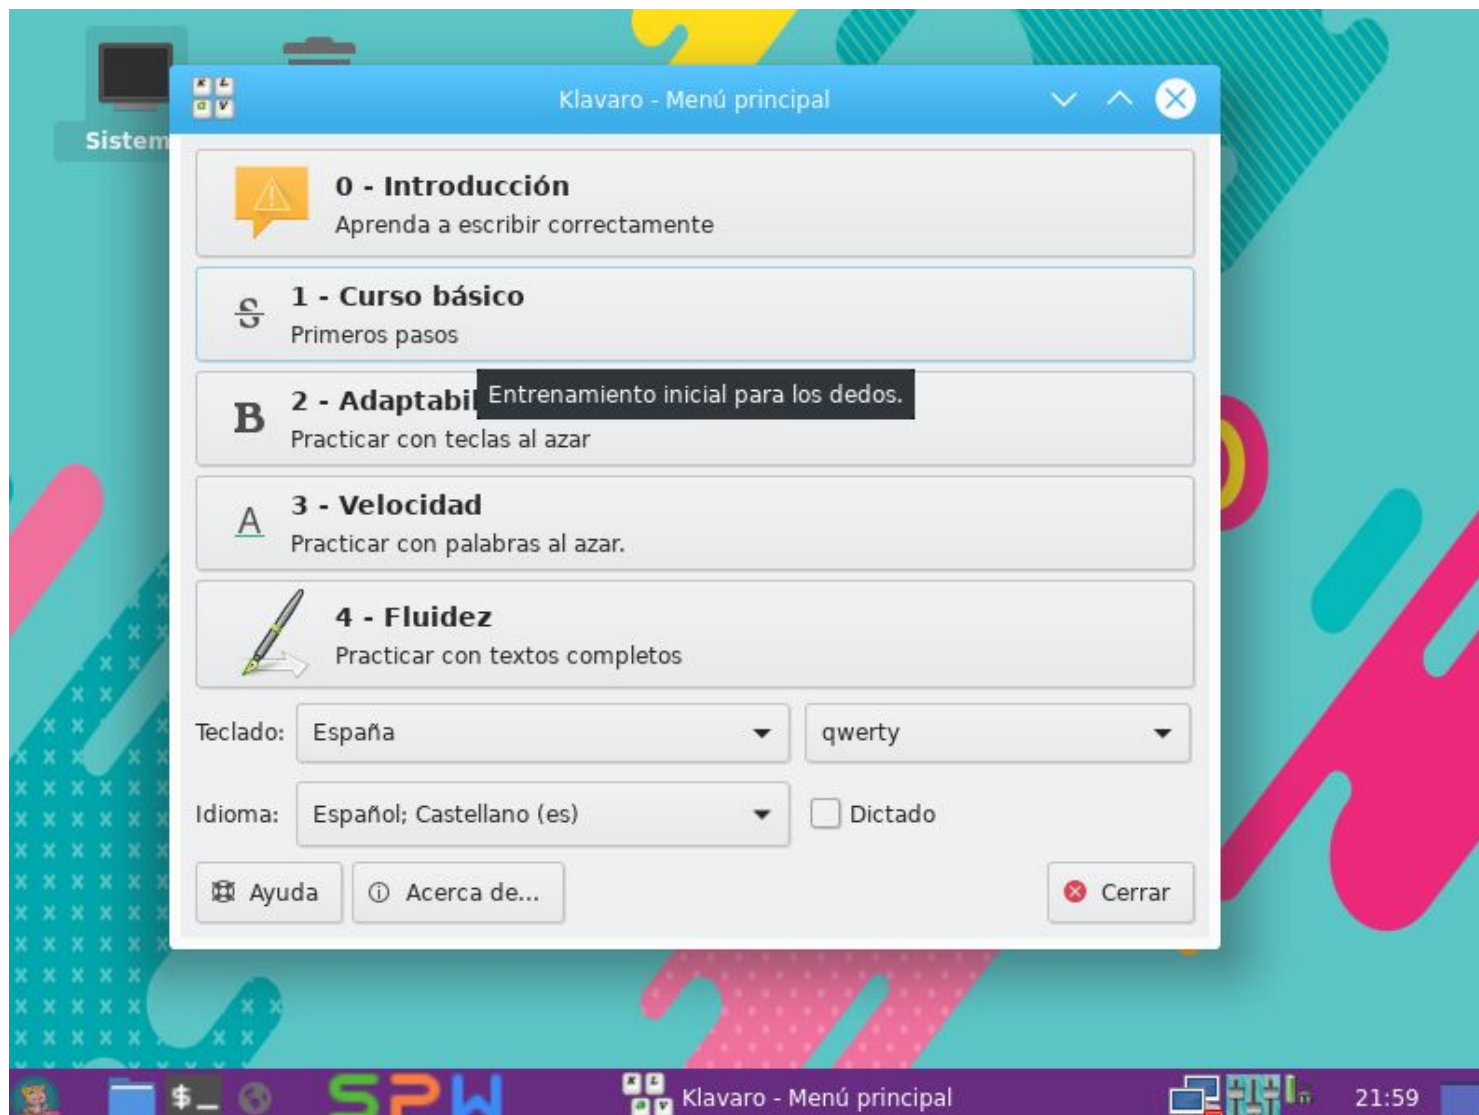 Sistem
Klavaro - Menú principal
0 - Introducción
Aprenda a escribir correctamente
1 - Curso básico
Primeros pasos
Entrenamiento inicial para los dedos.
2 - Adaptabil
Practicar con teclas al azar
3 - Velocidad
Practicar con palabras al azar.
4 - Fluidez
Practicar con textos completos
Teclado: España qwerty
Idioma: Español; Castellano (es) Dictado
Ayuda Acerca de... Cerrar
$_ SPW Klavaro - Menú principal 21:59